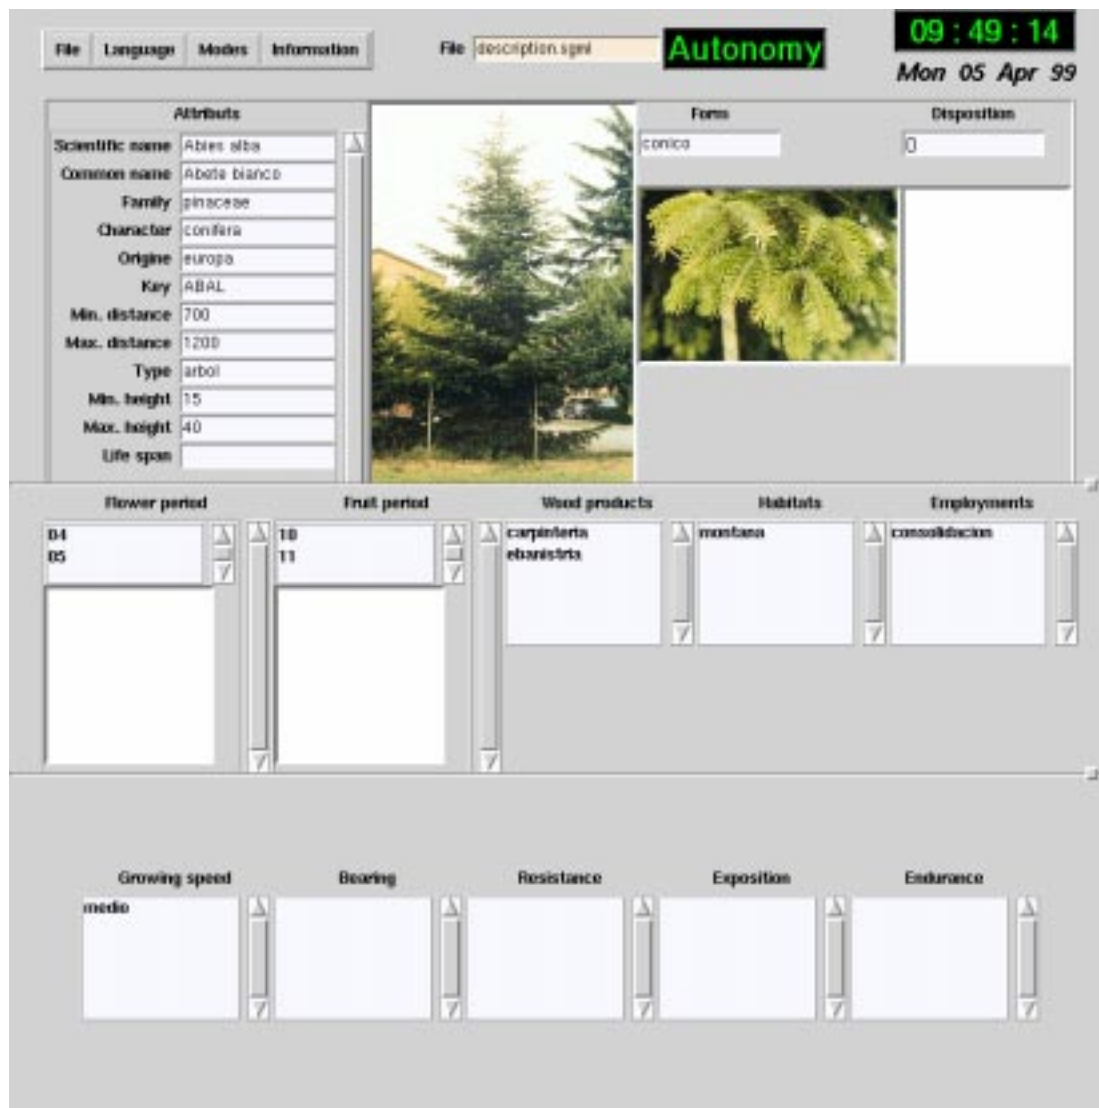 File Language Modes Information File description.sgml Autonomy 09 : 49 : 14
Mon 05 Apr 99
Attributs
Scientific name Abies alba
Common name Abete bianco
Family pinaceae
Character conifera
Origine europa
Key ABAL
Min. distance 700
Max. distance 1200
Type arbol
Min. height 15
Max. height 40
Life span
Form Disposition
conico 0
Flower period Fruit period Wood products Habitats Employments
04 10 carpinteria montana consolidacion
05 11 ebanistria
Growing speed Bearing Resistance Exposition Endurance
medio